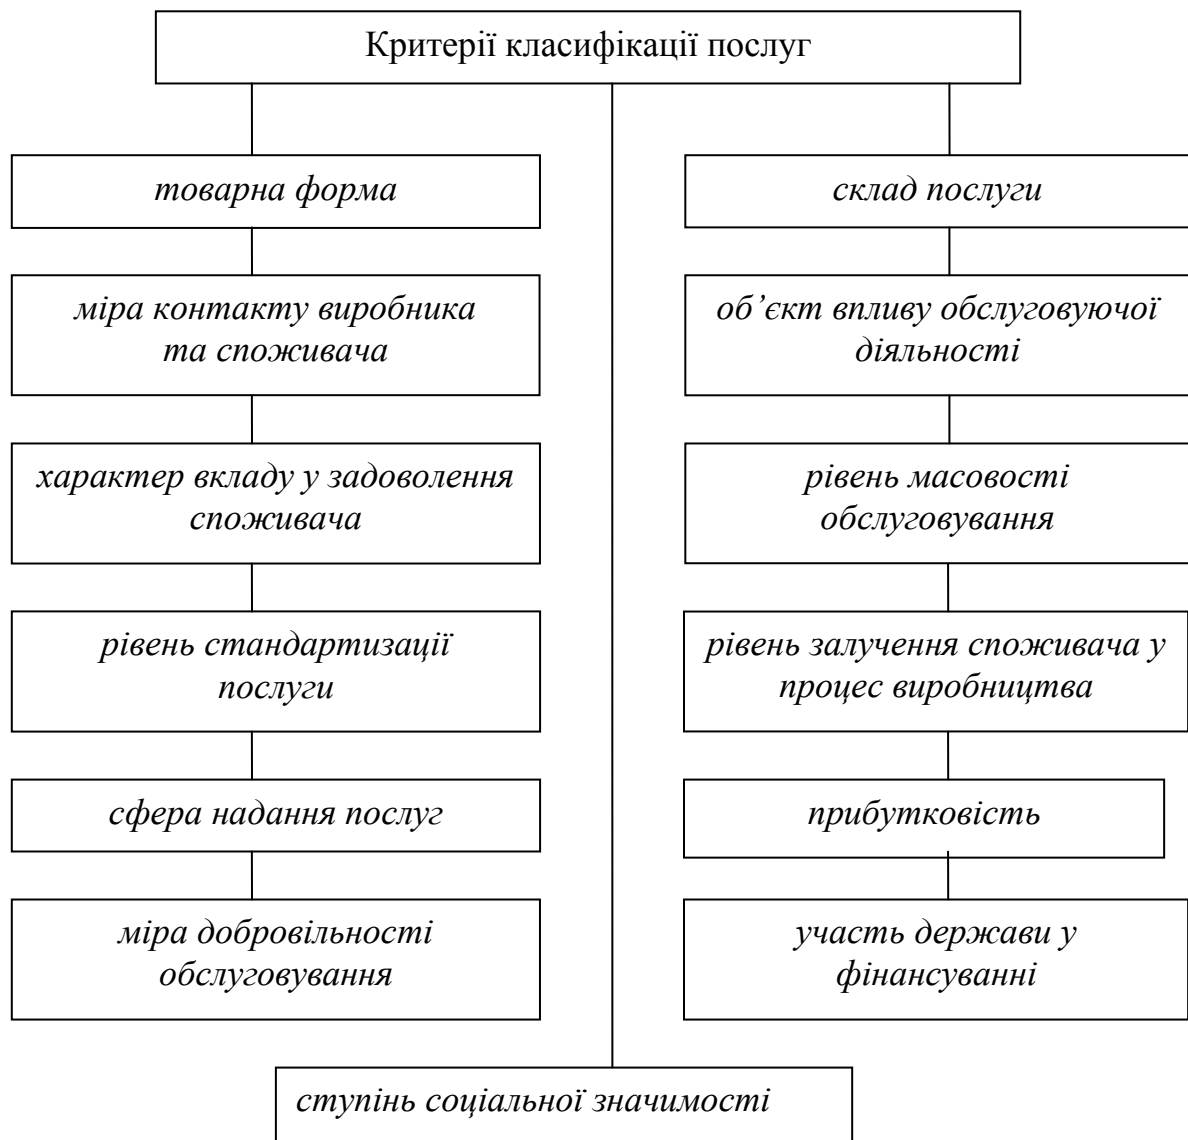 Критерії класифікації послуг
товарна форма
міра контакту виробника
та споживача
характер вкладу у задоволення
споживача
рівень стандартизації
послуги
сфера надання послуг
міра добровільності
обслуговування
склад послуги
об’єкт впливу обслуговуючої
діяльності
рівень масовості
обслуговування
рівень залучення споживача у
процес виробництва
прибутковість
участь держави у
фінансуванні
ступінь соціальної значимості